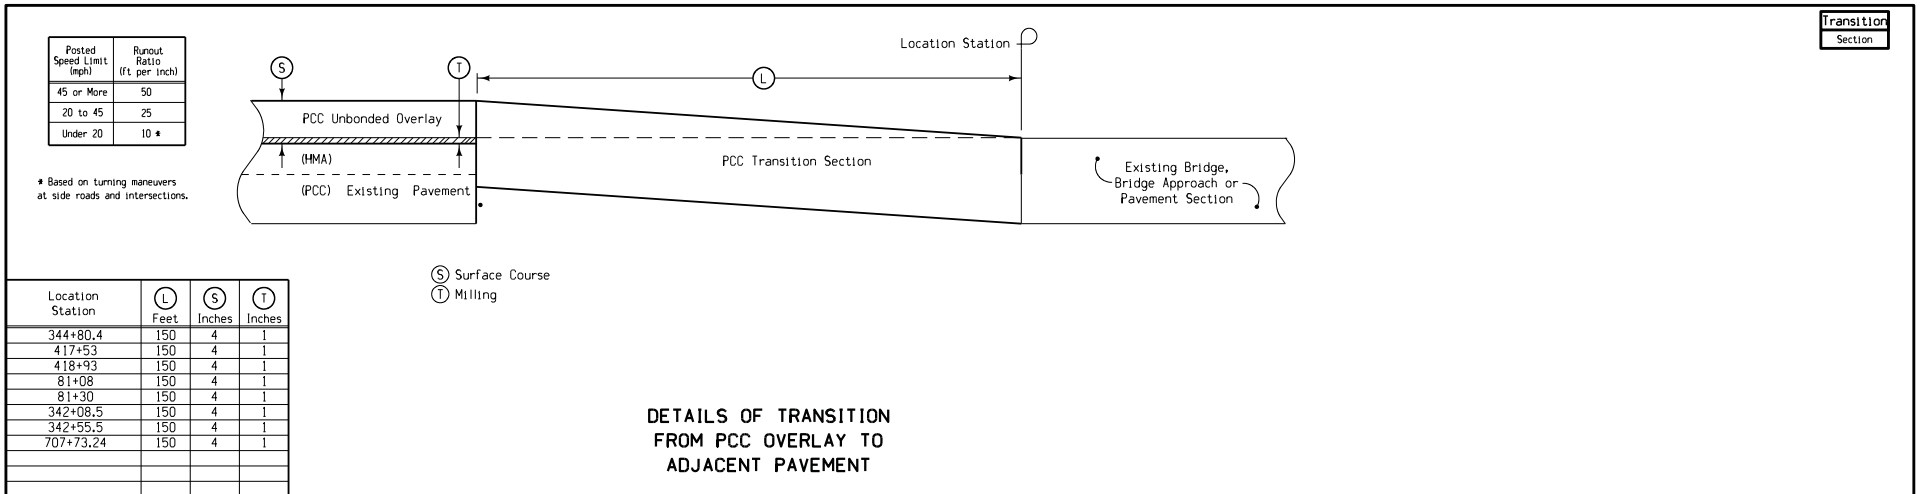 Transition
Section
Posted
Speed Limit
(mph)
Runout
Ratio
(ft per inch)
45 or More 50
20 to 45 25
Under 20 10 *
* Based on turning maneuvers
at side roads and intersections.
Location Station
S
T
L
PCC Unbonded Overlay
(HMA)
(PCC) Existing Pavement
PCC Transition Section
Existing Bridge,
Bridge Approach or
Pavement Section
S Surface Course
T Milling
Location
Station
L
Feet
S
Inches
T
Inches
344+80.4 150 4 1
417+53 150 4 1
418+93 150 4 1
81+08 150 4 1
81+30 150 4 1
342+08.5 150 4 1
342+55.5 150 4 1
707+73.24 150 4 1
DETAILS OF TRANSITION
FROM PCC OVERLAY TO
ADJACENT PAVEMENT